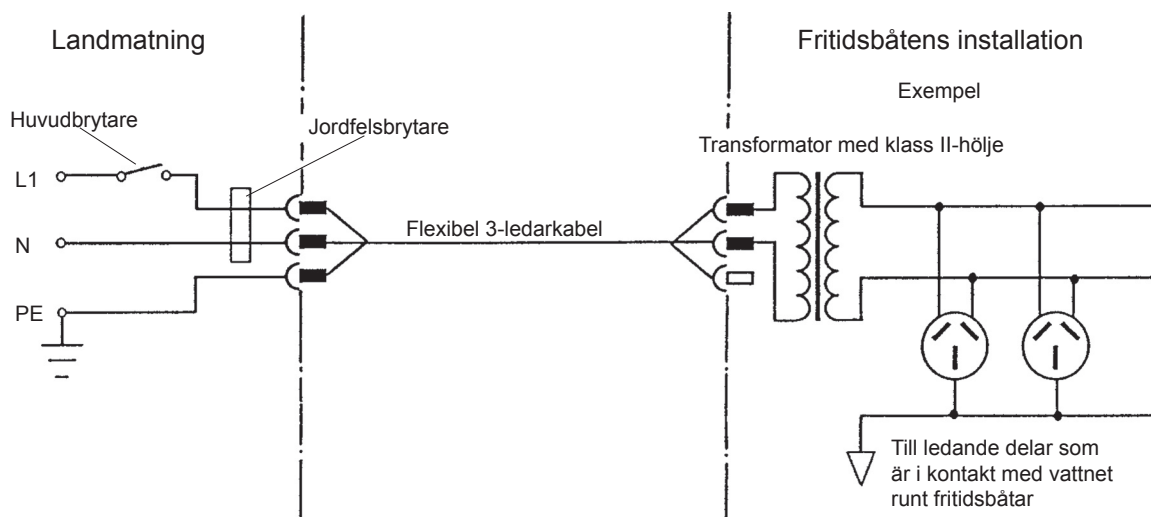 Landmatning
Fritidsbåtens installation
Exempel
Huvudbrytare
Jordfelsbrytare
Transformator med klass II-hölje
L1
N
Flexibel 3-ledarkabel
PE
Till ledande delar som
är i kontakt med vattnet
runt fritidsbåtar